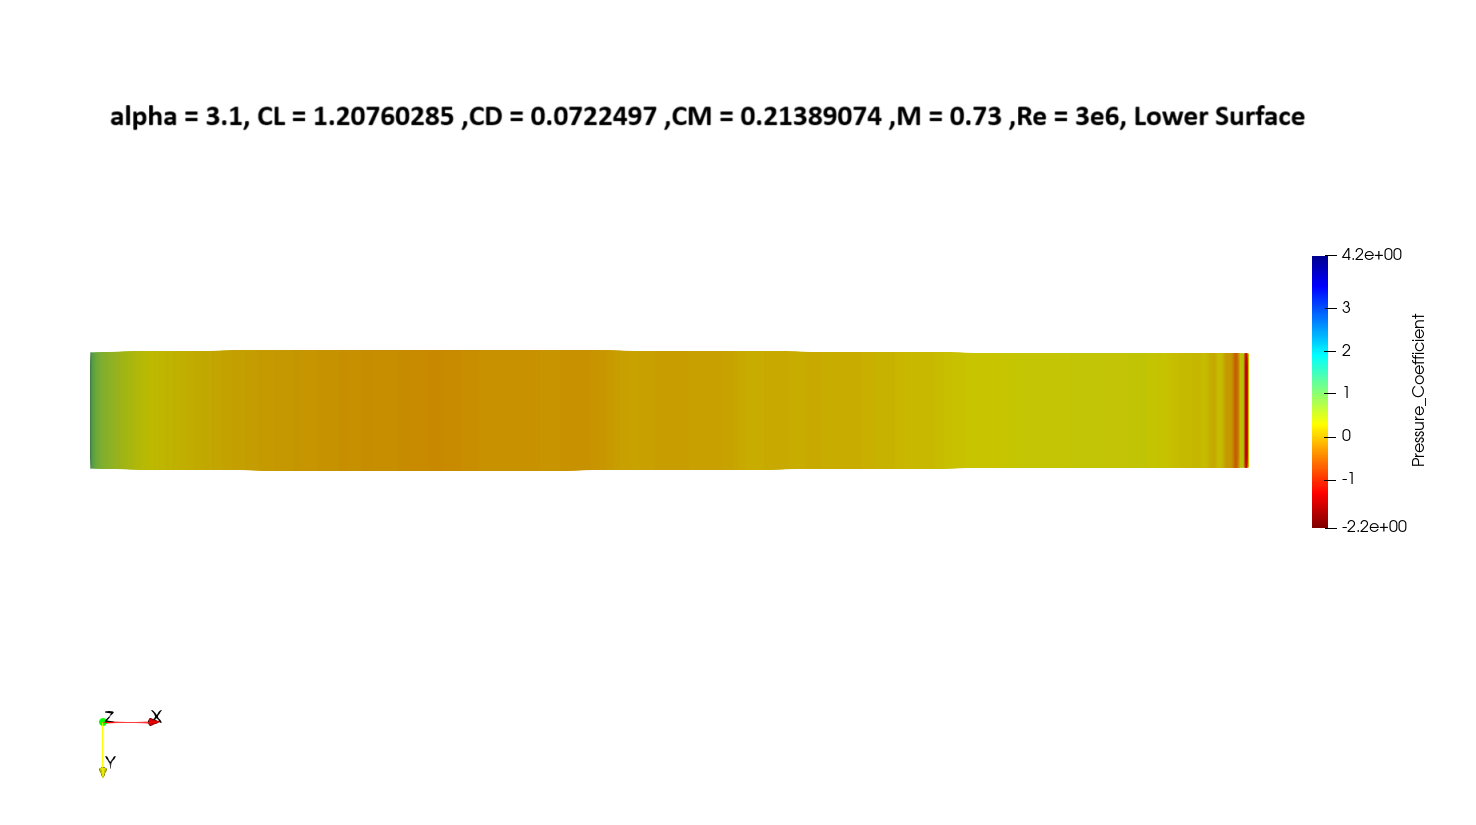 alpha = 3.1, CL = 1.20760285 ,CD = 0.0722497 ,CM = 0.21389074 ,M = 0.73 ,Re = 3e6, Lower Surface
4.2e+00
3
2
1
0
-1
-2.2e+00
Pressure_Coefficient
Z
X
Y